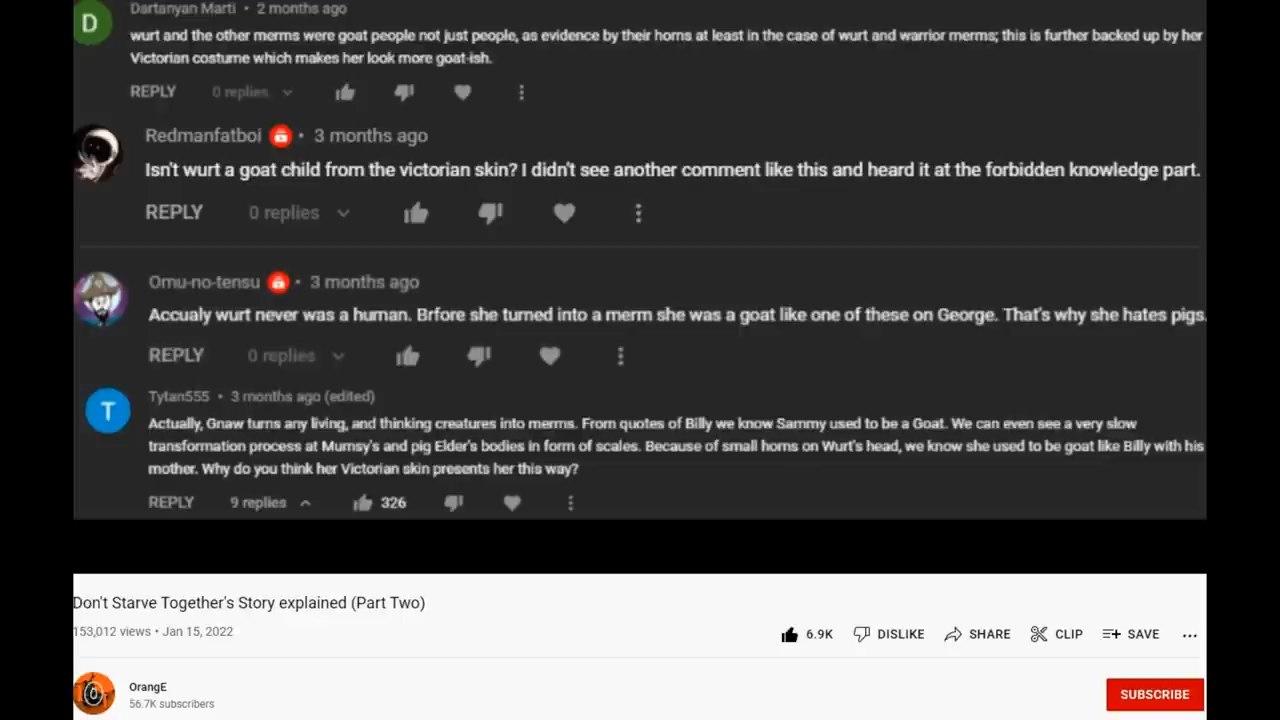 D
Dartanyan Marti • 2 months ago
wurt and the other merms were goat people not just people, as evidence by their horns at least in the case of wurt and warrior merms; this is further backed up by her
Victorian costume which makes her look more goat-ish.
REPLY 0 replies
Redmanfatboi • 3 months ago
Isn't wurt a goat child from the victorian skin? I didn't see another comment like this and heard it at the forbidden knowledge part.
REPLY 0 replies
Omu-no-tensu • 3 months ago
Accualy wurt never was a human. Brfore she turned into a merm she was a goat like one of these on George. That's why she hates pigs.
REPLY 0 replies
T
Tytan555 • 3 months ago (edited)
Actually, Gnaw turns any living, and thinking creatures into merms. From quotes of Billy we know Sammy used to be a Goat. We can even see a very slow
transformation process at Mumsy's and pig Elder's bodies in form of scales. Because of small horns on Wurt's head, we know she used to be goat like Billy with his
mother. Why do you think her Victorian skin presents her this way?
REPLY 9 replies 326
Don't Starve Together's Story explained (Part Two)
153,012 views • Jan 15, 2022
6.9K DISLIKE SHARE CLIP SAVE ...
OrangE
56.7K subscribers
SUBSCRIBE